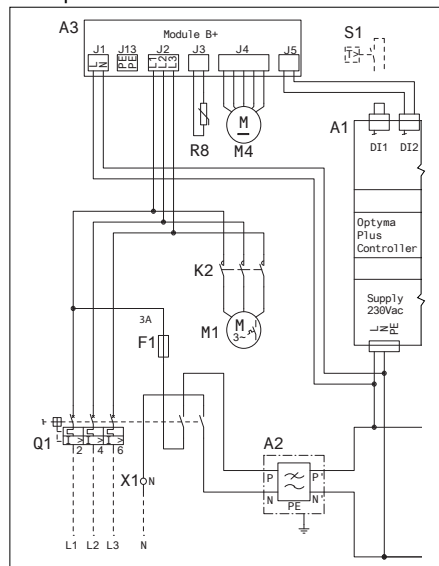 A3
Module B+
J1 J13 J2 J3 J4 J5
L N PE PE L1 L2 L3
S1
A1
DI1 DI2
R8
M
M4
Optyma
Plus
Controller
K2
Supply
230Vac
L N PE
3A
F1
M1
M
3~
Q1
I> I> I>
2 4 6
A2
X1 N
P P'
N N'
PE
L1 L2 L3 N